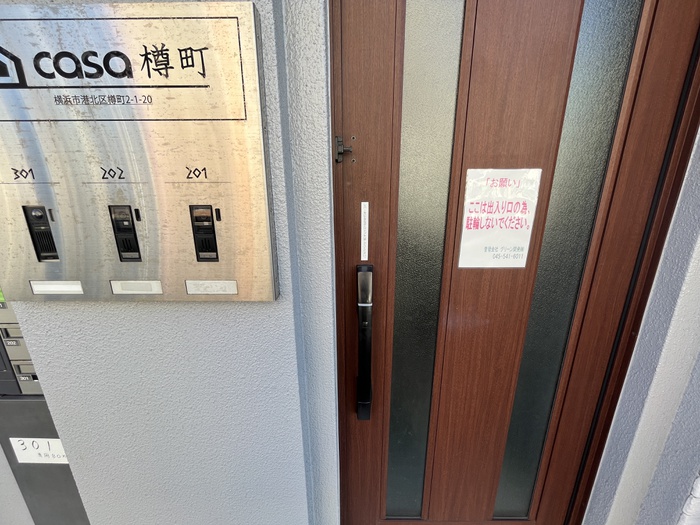 casa 樽町
横浜市港北区樽町2-1-20
301 202 201
「お願い」
ここは出入り口の為、
駐輪しないでください。
202
301
301